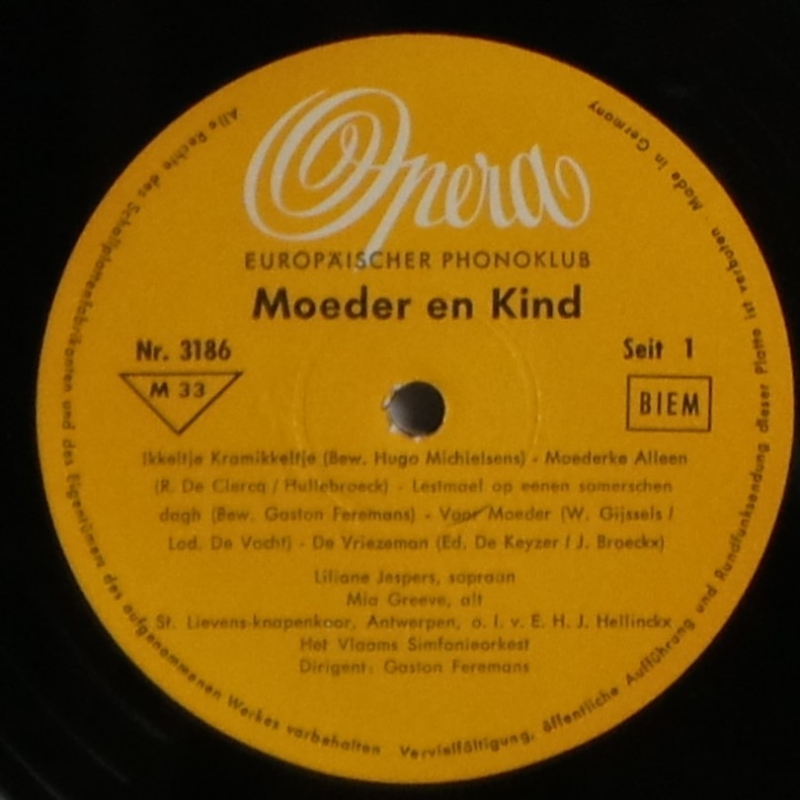 Opera
EUROPÄISCHER PHONOKLUB
Moeder en Kind
Nr. 3186
Seit 1
M 33
BIEM
Ikkeltje Kramikkeltje (Bew. Hugo Michielsens) - Moederke Alleen
(R. De Clercq / Hullebroeck) - Lestmael op eenen somerschen
dagh (Bew. Gaston Feremans) - Voor Moeder (W. Gijssels /
Lod. De Vocht) - De Vriezeman (Ed. De Keyzer / J. Broeckx)
Liliane Jespers, sopraan
Mia Greeve, alt
St. Lievens-knapenkoor, Antwerpen, o. l. v. E. H. J. Hellinckx
Het Vlaams Simfonieorkest
Dirigent: Gaston Feremans
Alle Rechte des Schallplattenfabrikanten und des Eigentümers des aufgenommenen Werkes vorbehalten Vervielfältigung, öffentliche Aufführung und Rundfunksendung dieser Platte ist verboten · Made in Germany